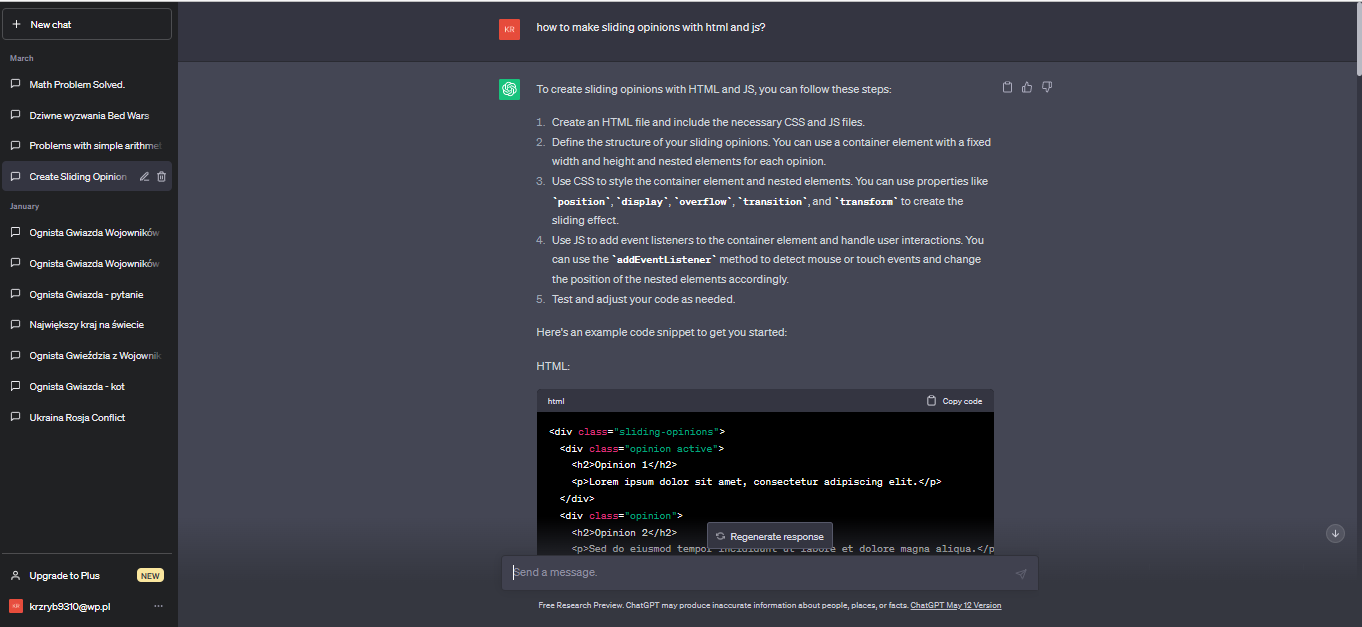 New chat
March
Math Problem Solved.
Dziwne wyzwania Bed Wars
Problems with simple arithmet
Create Sliding Opinion
January
Ognista Gwiazda Wojowników
Ognista Gwiazda Wojowników
Ognista Gwiazda - pytanie
Największy kraj na świecie
Ognista Gwieździa z Wojownik
Ognista Gwiazda - kot
Ukraina Rosja Conflict
Upgrade to Plus NEW
KR krzryb9310@wp.pl
KR how to make sliding opinions with html and js?
To create sliding opinions with HTML and JS, you can follow these steps:
1. Create an HTML file and include the necessary CSS and JS files.
2. Define the structure of your sliding opinions. You can use a container element with a fixed
width and height and nested elements for each opinion.
3. Use CSS to style the container element and nested elements. You can use properties like
`position`, `display`, `overflow`, `transition`, and `transform` to create the
sliding effect.
4. Use JS to add event listeners to the container element and handle user interactions. You
can use the `addEventListener` method to detect mouse or touch events and change
the position of the nested elements accordingly.
5. Test and adjust your code as needed.
Here's an example code snippet to get you started:
HTML:
html Copy code
<div class="sliding-opinions">
<div class="opinion active">
<h2>Opinion 1</h2>
<p>Lorem ipsum dolor sit amet, consectetur adipiscing elit.</p>
</div>
<div class="opinion">
<h2>Opinion 2</h2>
Regenerate response
<p>Sed do eiusmod tempor incididunt ut labore et dolore magna aliqua.</p
Send a message.
Free Research Preview. ChatGPT may produce inaccurate information about people, places, or facts. ChatGPT May 12 Version